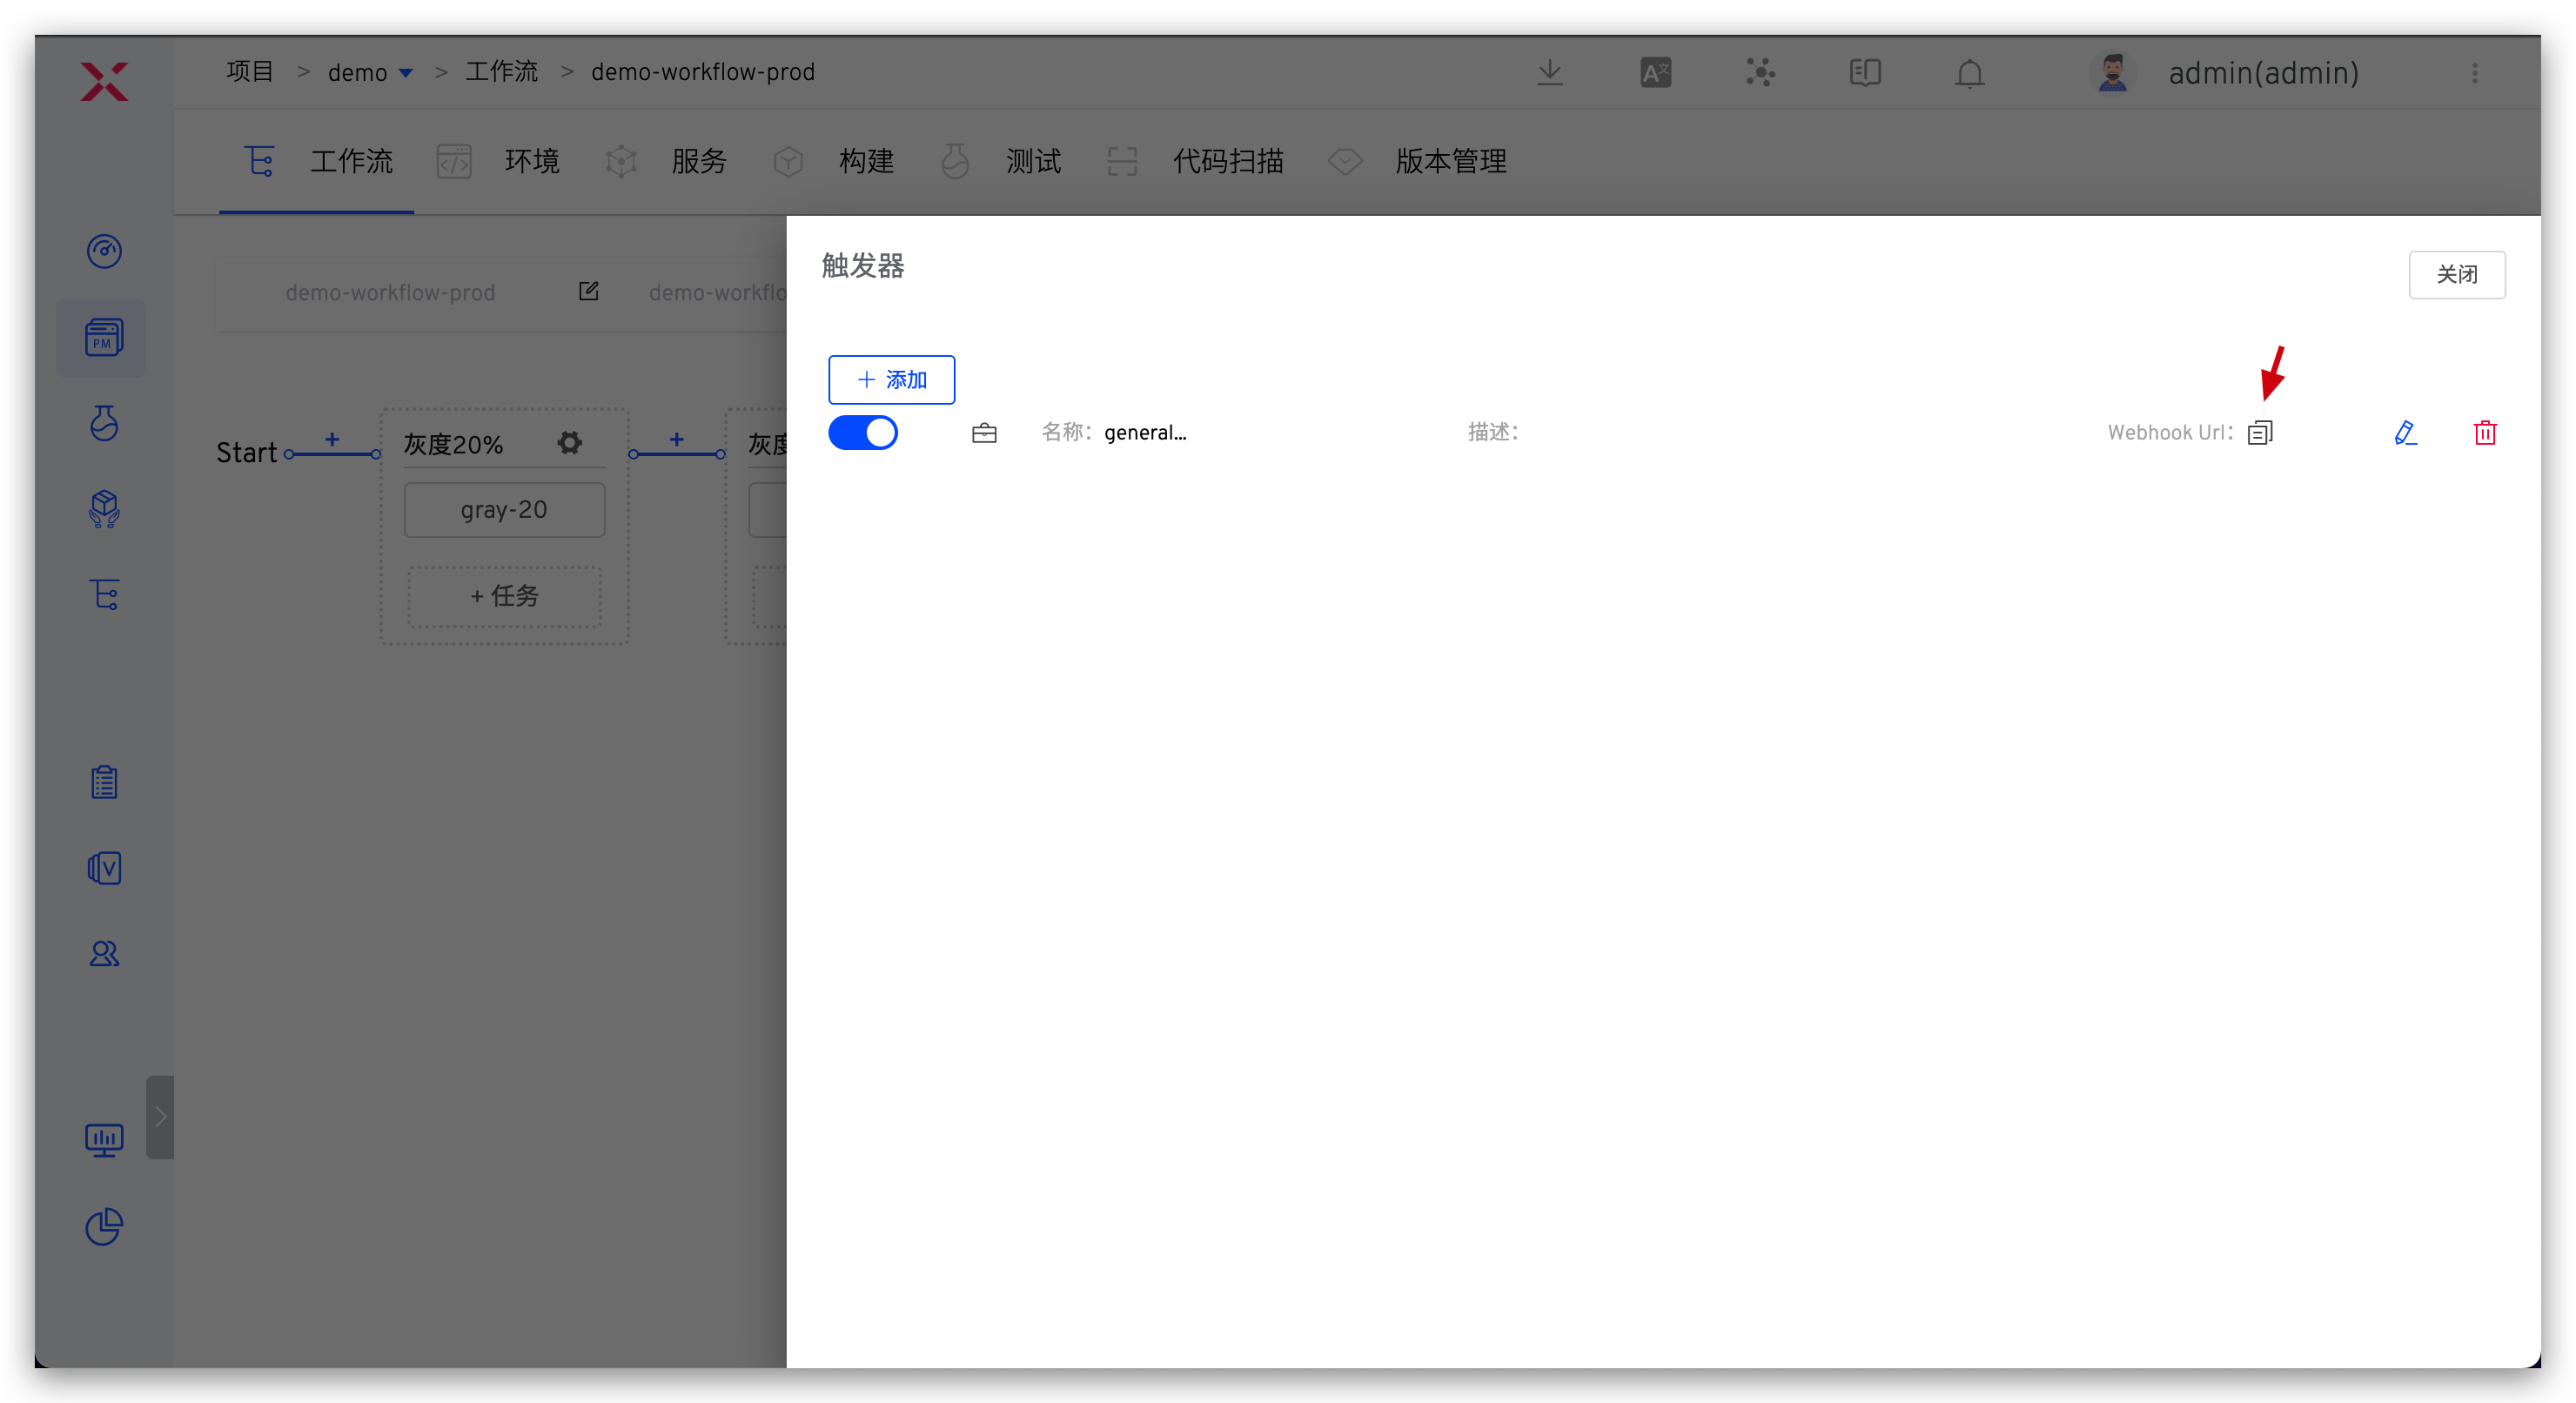 项目 > demo > 工作流 > demo-workflow-prod
admin(admin)
工作流 环境 服务 构建 测试 代码扫描 版本管理
触发器
关闭
demo-workflow-prod demo-workflo
+ 添加
名称： general... 描述： Webhook Url：
Start
灰度20%
灰度
gray-20
+ 任务
PM
V